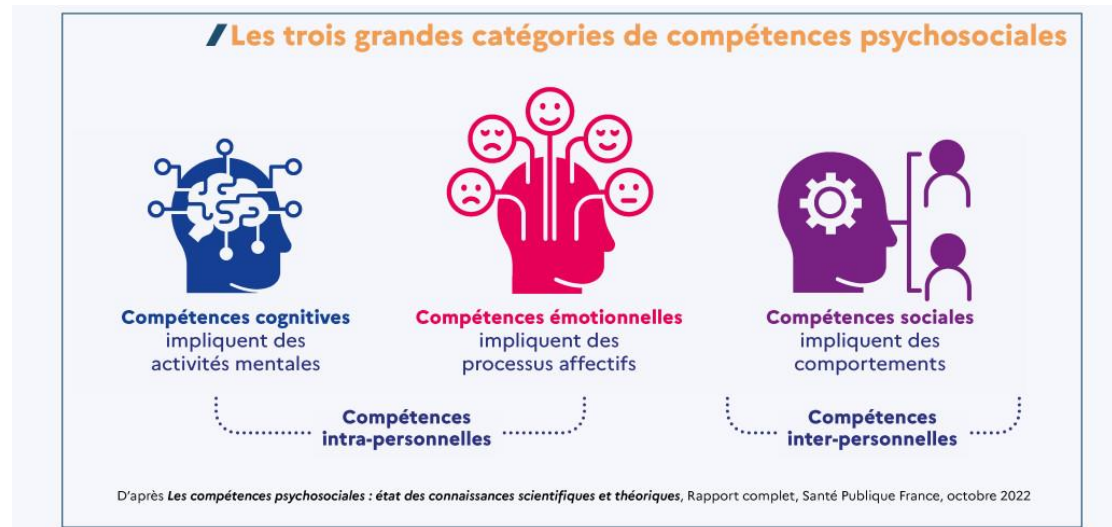 Les trois grandes catégories de compétences psychosociales
Compétences cognitives
impliquent des
activités mentales
Compétences émotionnelles
impliquent des
processus affectifs
Compétences sociales
impliquent des
comportements
Compétences
intra-personnelles
Compétences
inter-personnelles
D'après Les compétences psychosociales : état des connaissances scientifiques et théoriques, Rapport complet, Santé Publique France, octobre 2022